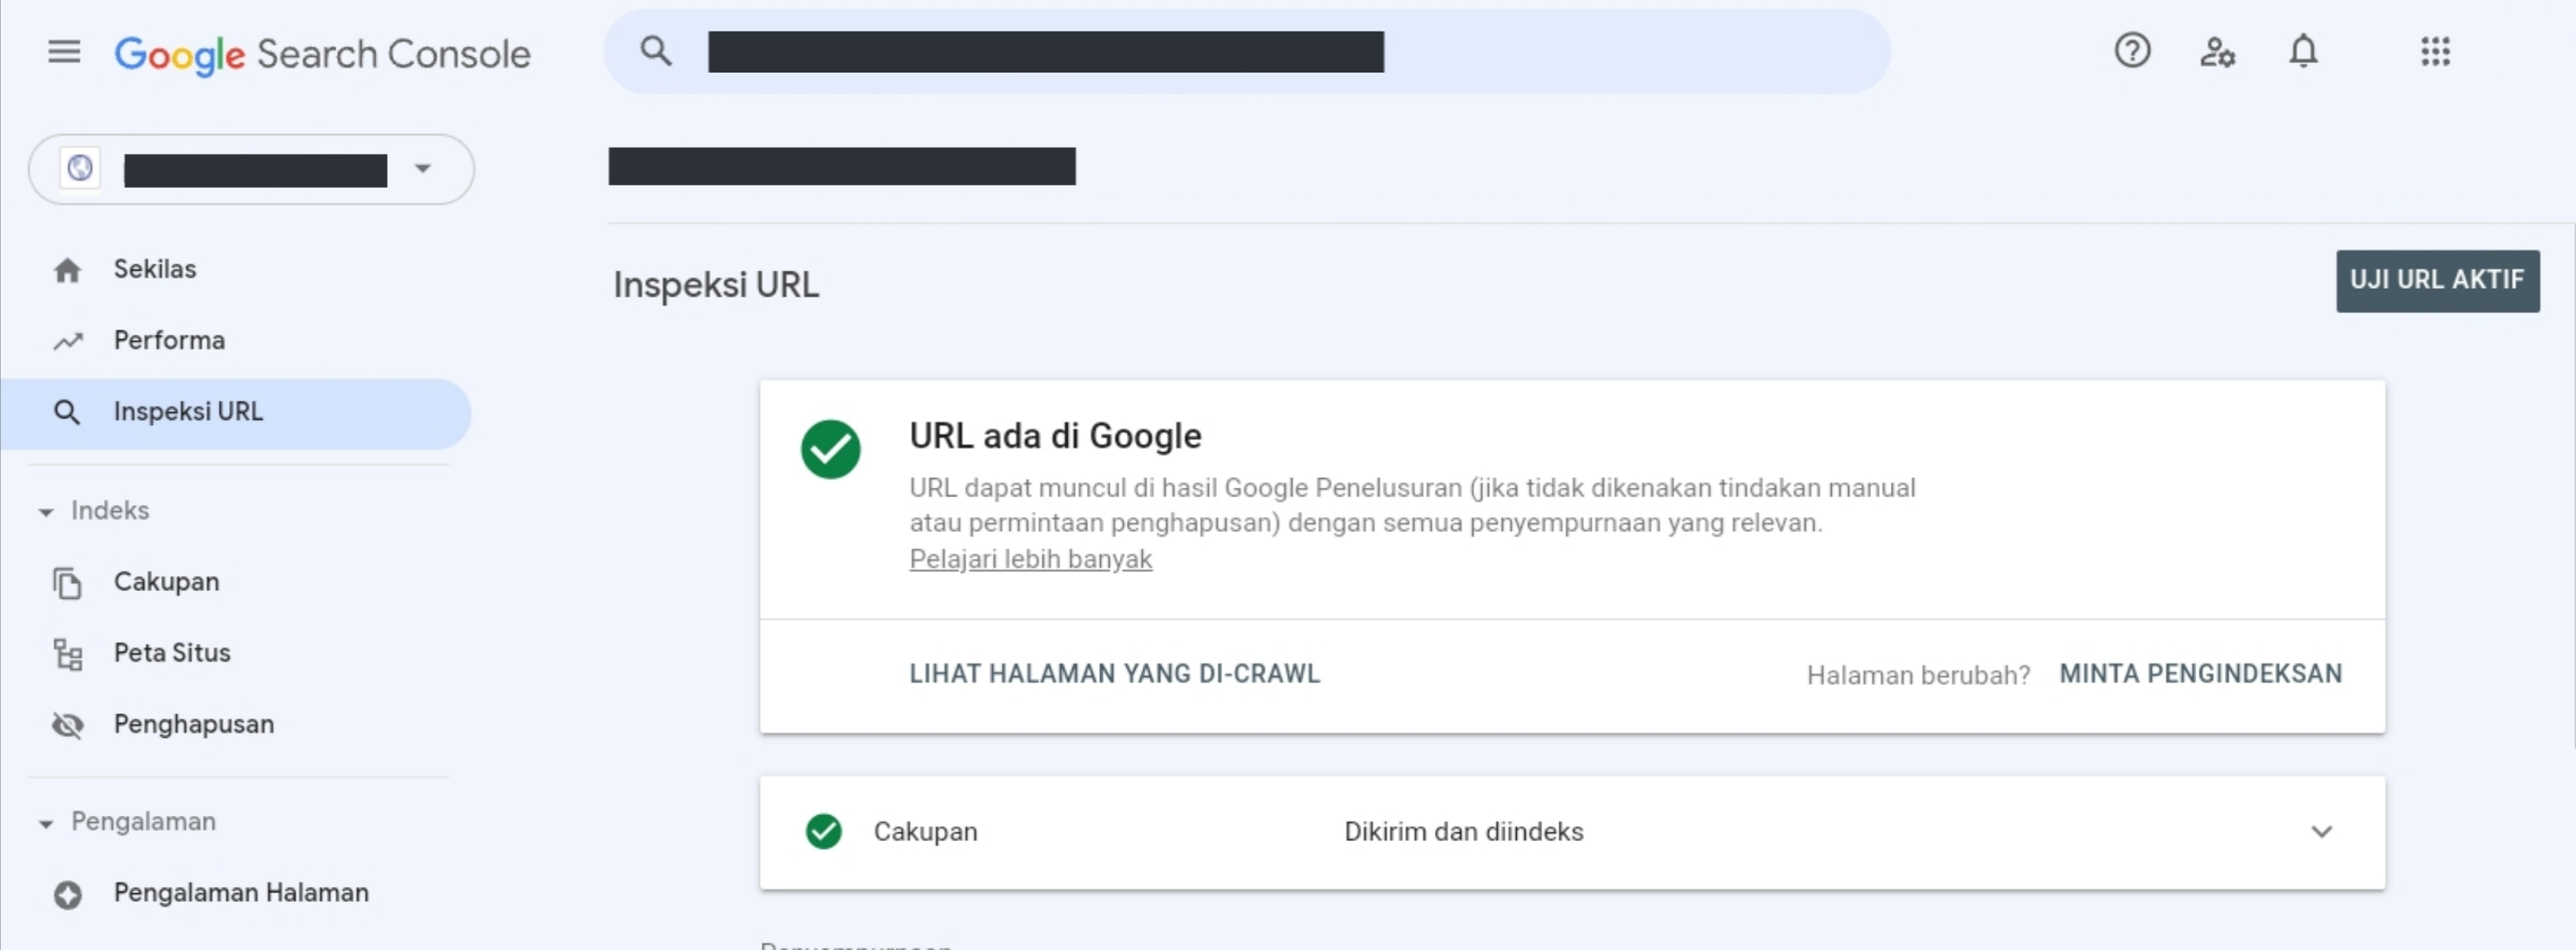 Google Search Console
Sekilas
Performa
Inspeksi URL
Indeks
Cakupan
Peta Situs
Penghapusan
Pengalaman
Pengalaman Halaman
Inspeksi URL
UJI URL AKTIF
URL ada di Google
URL dapat muncul di hasil Google Penelusuran (jika tidak dikenakan tindakan manual
atau permintaan penghapusan) dengan semua penyempurnaan yang relevan.
Pelajari lebih banyak
LIHAT HALAMAN YANG DI-CRAWL
Halaman berubah? MINTA PENGINDEKSAN
Cakupan
Dikirim dan diindeks